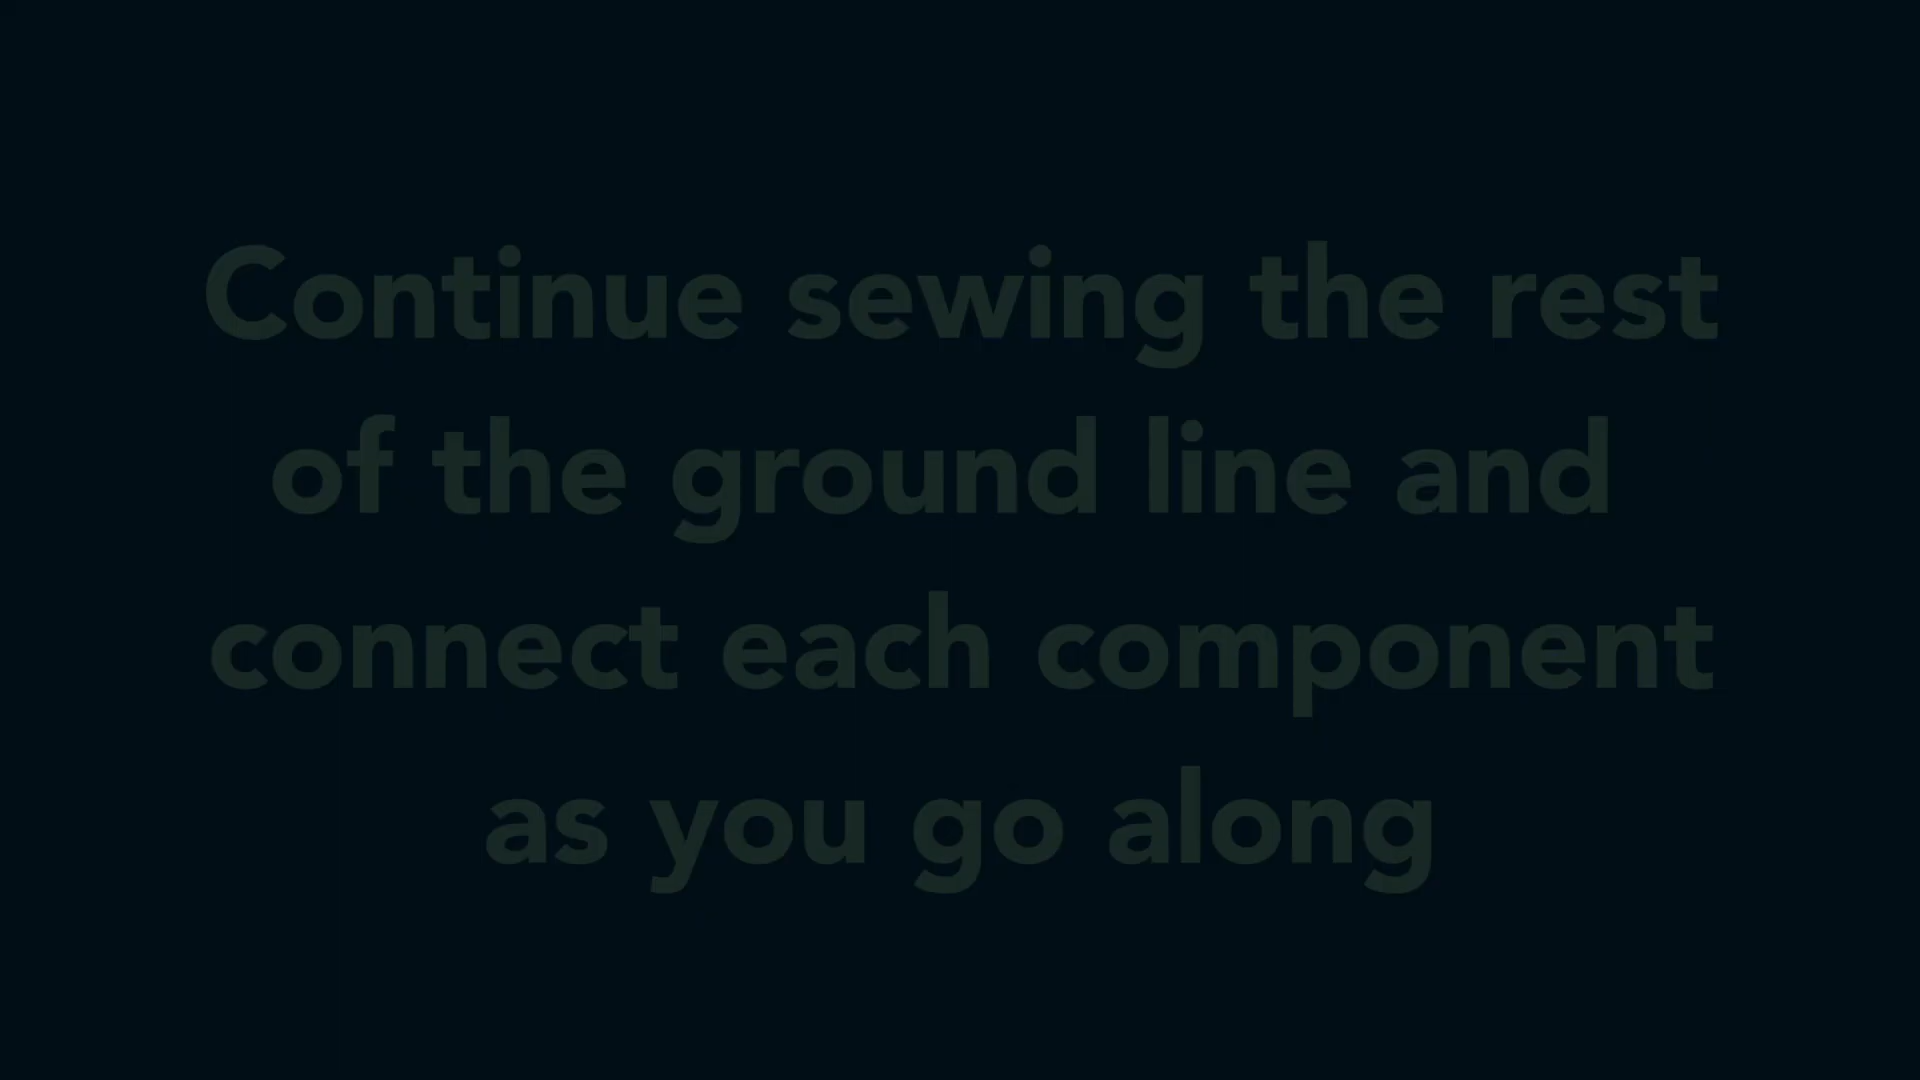 Continue sewing the rest
of the ground line and
connect each component
as you go along